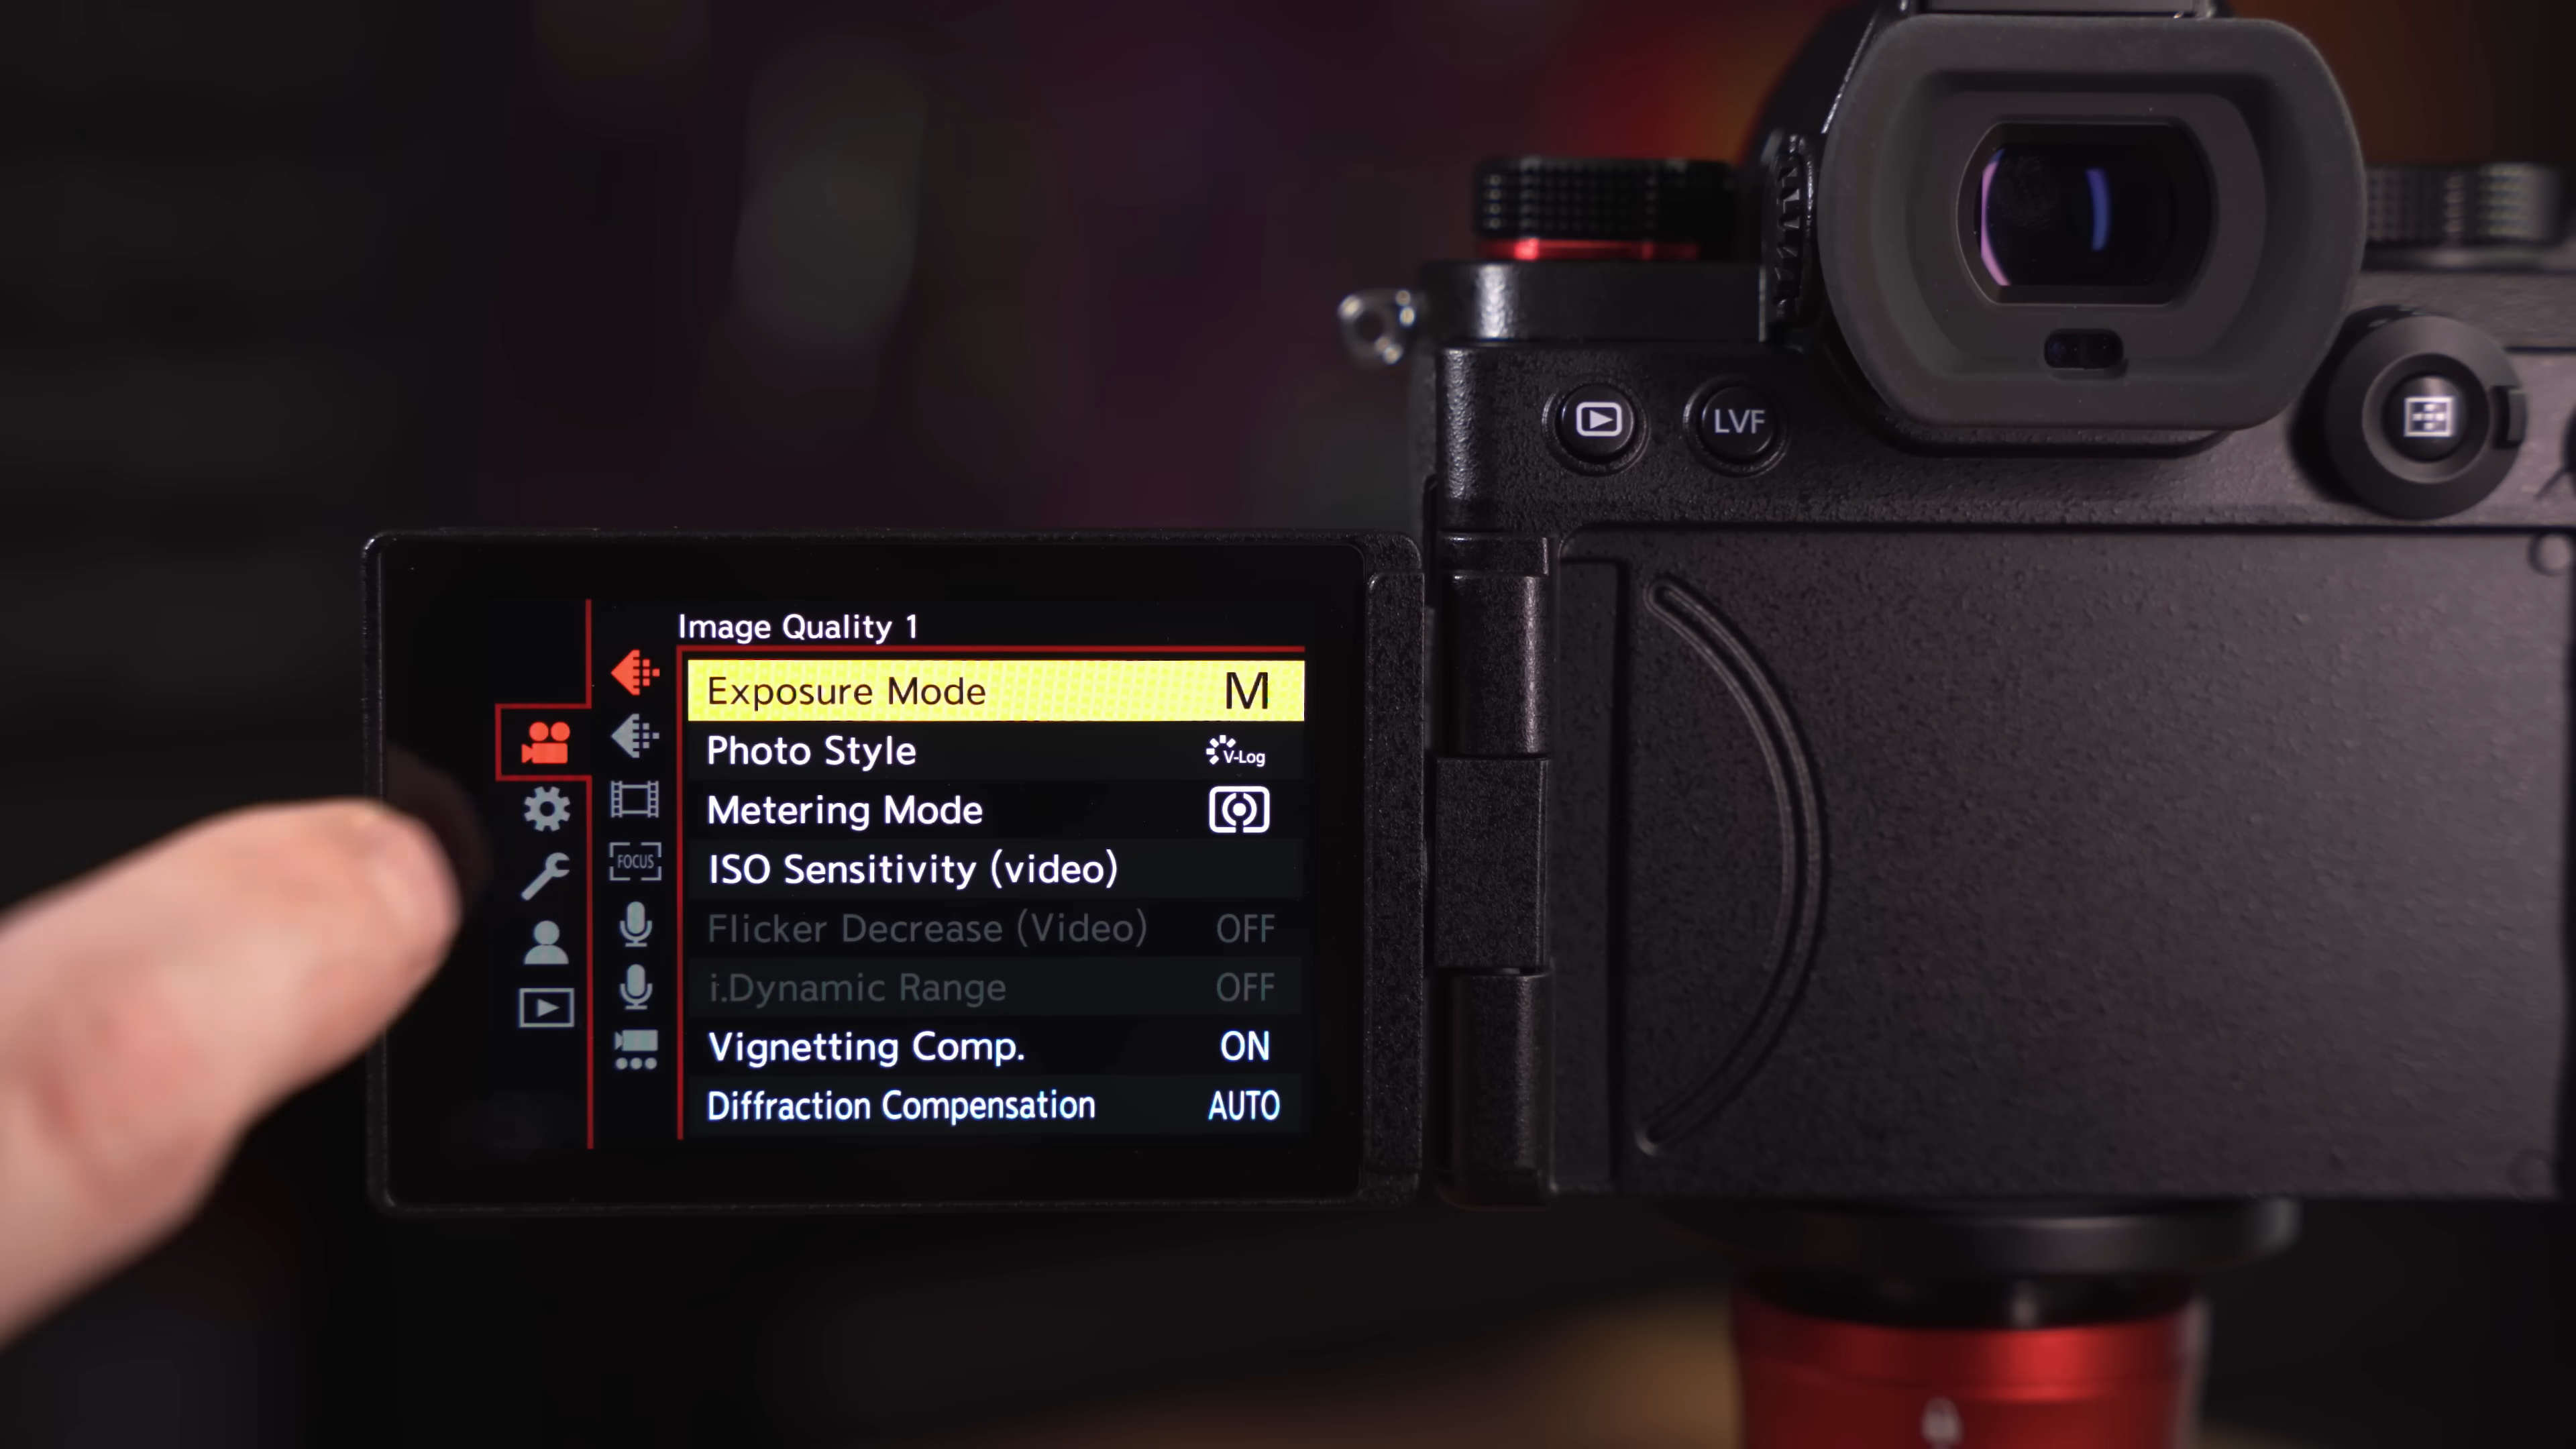 LVF
Image Quality 1
Exposure Mode M
Photo Style V-Log
Metering Mode
ISO Sensitivity (video)
FOCUS
Flicker Decrease (Video) OFF
i.Dynamic Range OFF
Vignetting Comp. ON
Diffraction Compensation AUTO